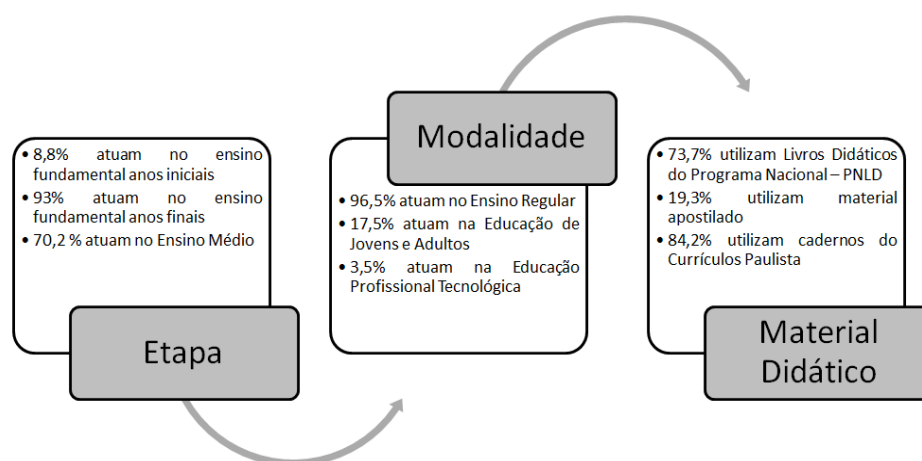 • 8,8% atuam no ensino
fundamental anos iniciais
• 93% atuam no ensino
fundamental anos finais
• 70,2 % atuam no Ensino Médio
Etapa
Modalidade
• 96,5% atuam no Ensino Regular
• 17,5% atuam na Educação de
Jovens e Adultos
• 3,5% atuam na Educação
Profissional Tecnológica
• 73,7% utilizam Livros Didáticos
do Programa Nacional – PNLD
• 19,3% utilizam material
apostilado
• 84,2% utilizam cadernos do
Currículos Paulista
Material
Didático